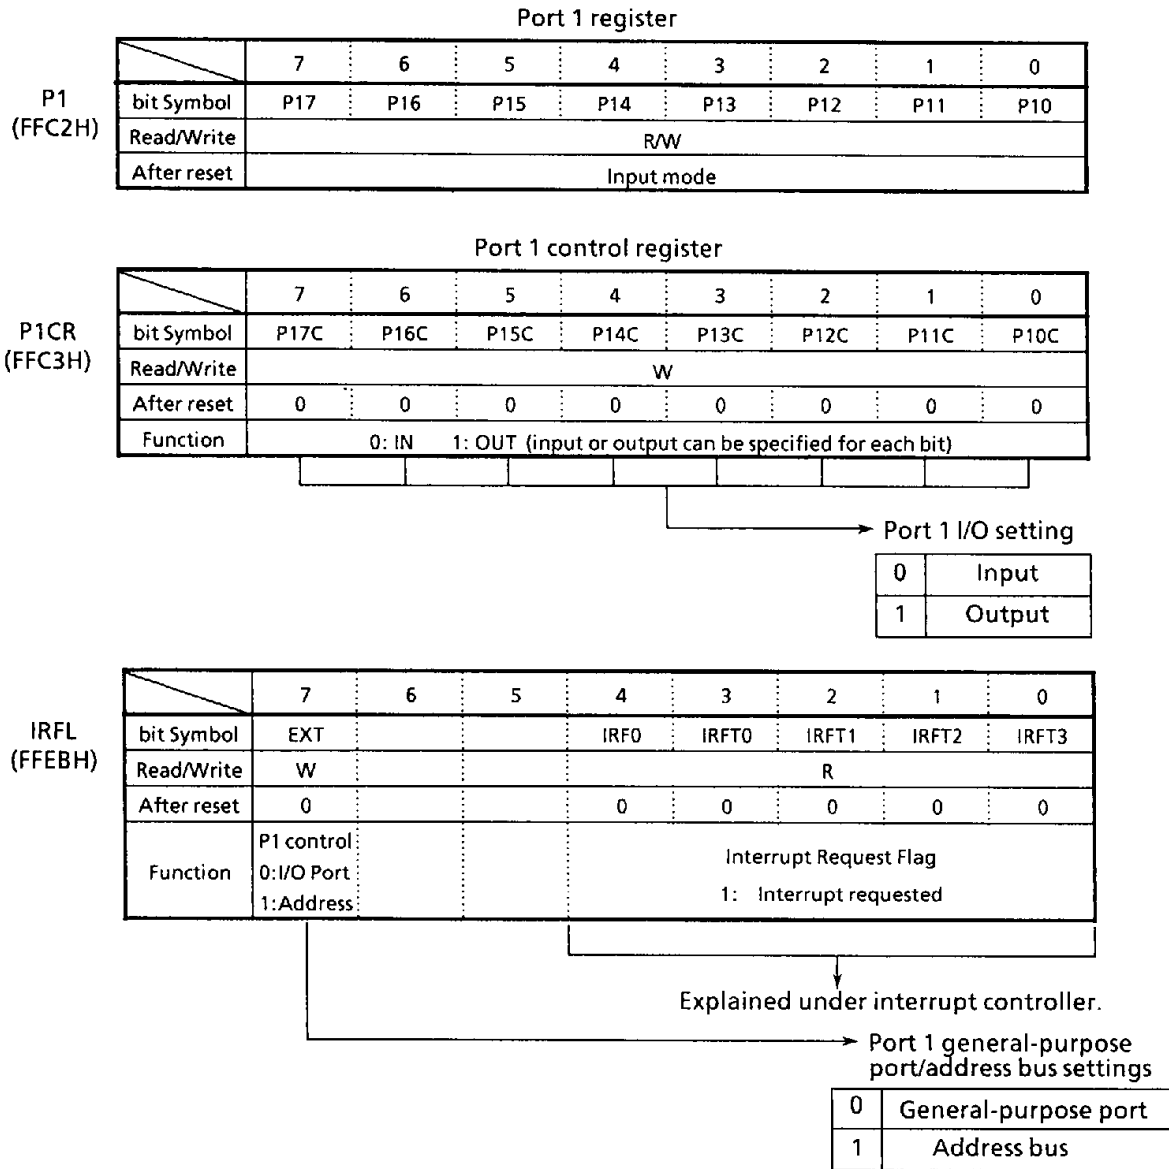 Port 1 register
7 6 5 4 3 2 1 0
P1
(FFC2H)
bit Symbol P17 P16 P15 P14 P13 P12 P11 P10
Read/Write R/W
After reset Input mode
Port 1 control register
7 6 5 4 3 2 1 0
P1CR
(FFC3H)
bit Symbol P17C P16C P15C P14C P13C P12C P11C P10C
Read/Write W
After reset 0 0 0 0 0 0 0 0
Function 0: IN 1: OUT (input or output can be specified for each bit)
Port 1 I/O setting
0 Input
1 Output
7 6 5 4 3 2 1 0
IRFL
(FFEBH)
bit Symbol EXT IRF0 IRFT0 IRFT1 IRFT2 IRFT3
Read/Write W R
After reset 0 0 0 0 0 0
Function
P1 control
0:I/O Port
1:Address
Interrupt Request Flag
1: Interrupt requested
Explained under interrupt controller.
Port 1 general-purpose
port/address bus settings
0 General-purpose port
1 Address bus